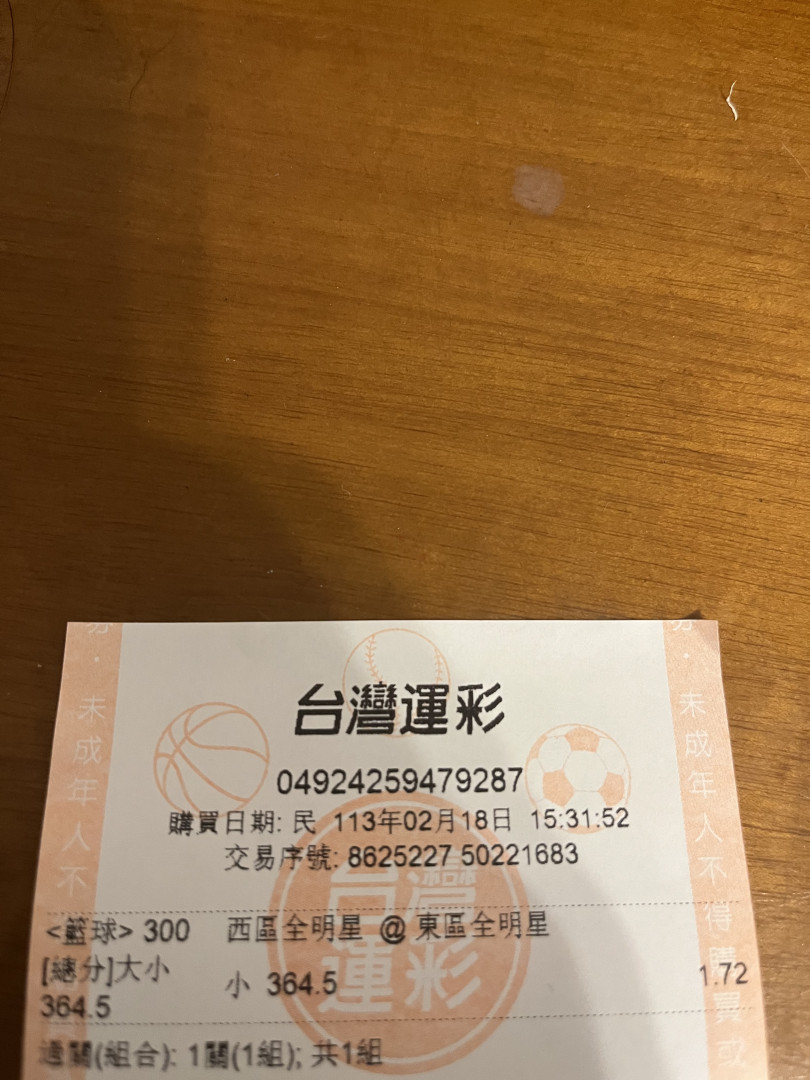 台灣運彩
04924259479287
購買日期: 民 113年02月18日 15:31:52
交易序號: 8625227 50221683
<籃球> 300 西區全明星 @ 東區全明星
[總分]大小 小 364.5 1.72
364.5
過關(組合): 1關(1組); 共1組
台灣
運彩
未成年人不
未成年人不得購買或